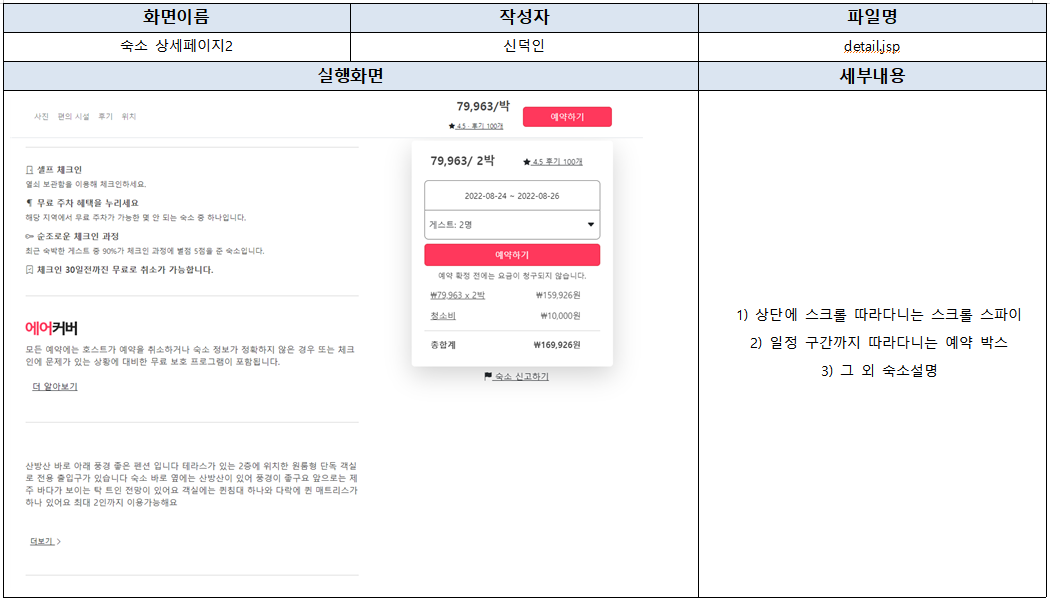 화면이름 작성자 파일명
숙소 상세페이지2 신덕인 detail.jsp
실행화면 세부내용
사진 편의 시설 후기 위치
79,963/박
★ 4.5 · 후기 100개
예약하기
셀프 체크인
열쇠 보관함을 이용해 체크인하세요.
무료 주차 혜택을 누리세요
해당 지역에서 무료 주차가 가능한 몇 안 되는 숙소 중 하나입니다.
순조로운 체크인 과정
최근 숙박한 게스트 중 90%가 체크인 과정에 별점 5점을 준 숙소입니다.
체크인 30일전까진 무료로 취소가 가능합니다.
에어커버
모든 예약에는 호스트가 예약을 취소하거나 숙소 정보가 정확하지 않은 경우 또는 체크
인에 문제가 있는 상황에 대비한 무료 보호 프로그램이 포함됩니다.
더 알아보기
산방산 바로 아래 풍경 좋은 펜션 입니다 테라스가 있는 2층에 위치한 원룸형 단독 객실
로 전용 출입구가 있습니다 숙소 바로 옆에는 산방산이 있어 풍경이 좋구요 앞으로는 제
주 바다가 보이는 탁 트인 전망이 있어요 객실에는 퀸침대 하나와 다락에 퀸 매트리스가
하나 있어요 최대 2인까지 이용가능해요
더보기 >
79,963/ 2박
★ 4.5 후기 100개
2022-08-24 ~ 2022-08-26
게스트: 2명
예약하기
예약 확정 전에는 요금이 청구되지 않습니다.
₩79,963 x 2박 ₩159,926원
청소비 ₩10,000원
총합계 ₩169,926원
숙소 신고하기
1) 상단에 스크롤 따라다니는 스크롤 스파이
2) 일정 구간까지 따라다니는 예약 박스
3) 그 외 숙소설명